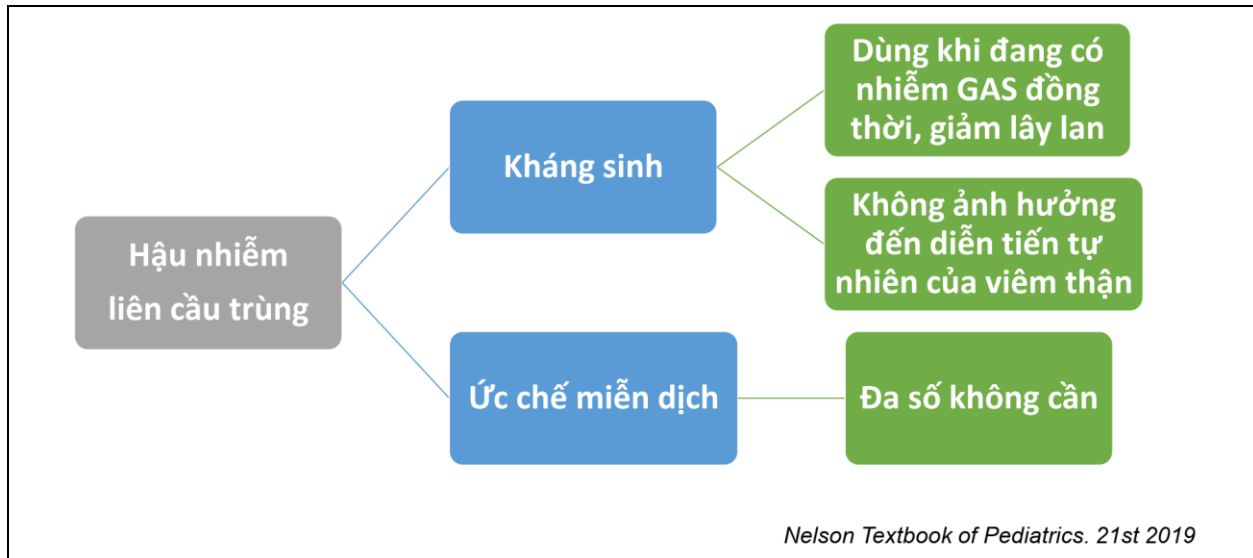 Hậu nhiễm
liên cầu trùng
Kháng sinh
Dùng khi đang có
nhiễm GAS đồng
thời, giảm lây lan
Không ảnh hưởng
đến diễn tiến tự
nhiên của viêm thận
Ức chế miễn dịch
Đa số không cần
Nelson Textbook of Pediatrics. 21st 2019